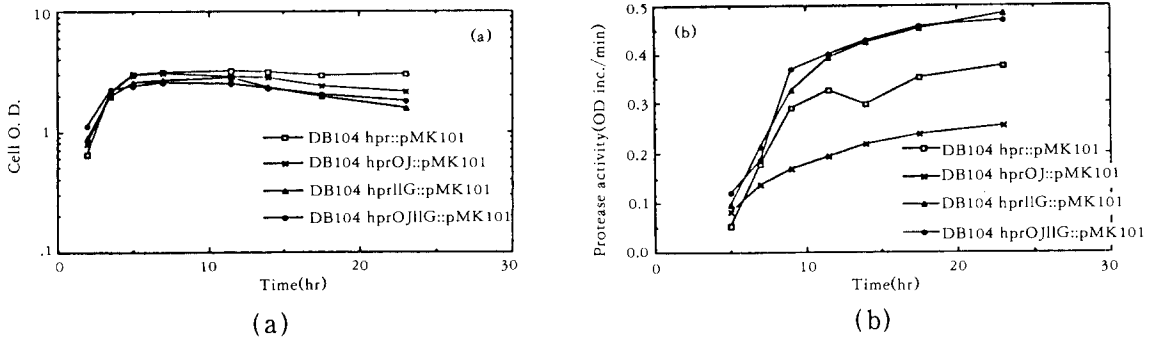 10
(a)
Cell O. D.
1
DB104 hpr::pMK101
DB104 hprOJ::pMK101
DB104 hprIIG::pMK101
DB104 hprOJIIG::pMK101
.1
0 10 20 30
Time(hr)
(a)
0.5
(b)
0.4
Protease activity(OD inc./min)
0.3
0.2
DB104 hpr::pMK101
DB104 hprOJ::pMK101
0.1
DB104 hprIIG::pMK101
DB104 hprOJIIG::pMK101
0.0
0 10 20 30
Time(hr)
(b)